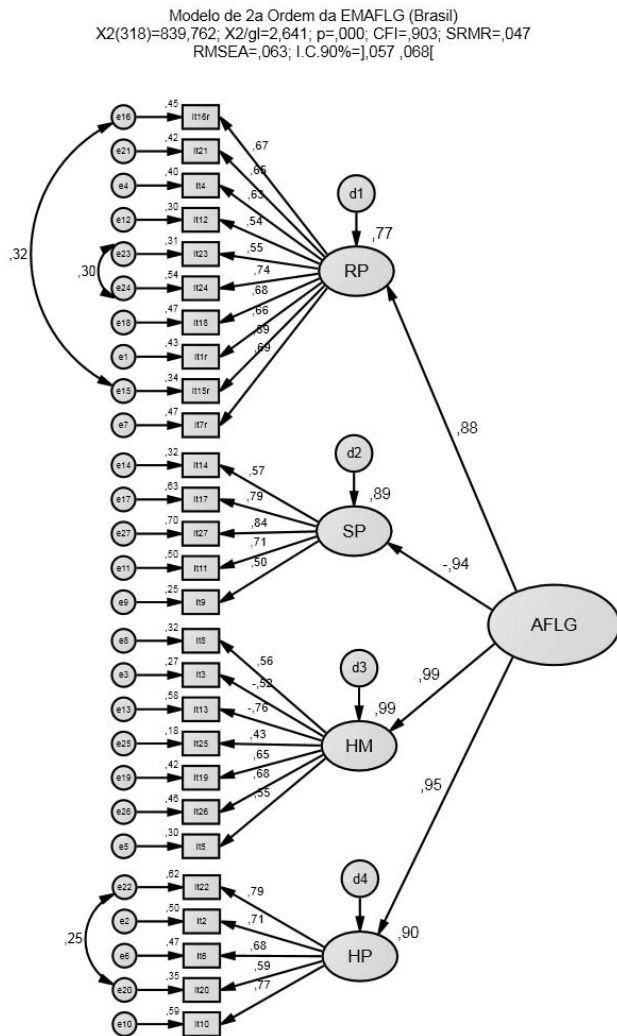 Modelo de 2a Ordem da EMAFLG (Brasil)
X2(318)=839,762; X2/gl=2,641; p=,000; CFI=,903; SRMR=,047
RMSEA=,063; I.C.90%=],057 ,068[
e16 ,45 It16r ,67
e21 ,42 It21 ,65
e4 ,40 It4 ,63
d1
e12 ,30 It12 ,54
,77
e23 ,31 It23 ,55
RP
,32
,30
e24 ,54 It24 ,74
e18 ,47 It18 ,68
e1 ,43 It1r ,66
e15 ,34 It15r ,59
e7 ,47 It7r ,69
,88
e14 ,32 It14 ,57
d2
e17 ,63 It17 ,79
,89
e27 ,70 It27 ,84
SP
e11 ,50 It11 ,71
e9 ,25 It9 ,50
-,94
AFLG
e8 ,32 It8 ,56
e3 ,27 It3 -,52
d3
,99
e13 ,58 It13 -,76
,99
e25 ,18 It25 ,43
HM
e19 ,42 It19 ,65
e26 ,46 It26 ,68
e5 ,30 It5 ,55
,95
e22 ,62 It22 ,79
d4
e2 ,50 It2 ,71
,90
,25
e6 ,47 It6 ,68
HP
e20 ,35 It20 ,59
e10 ,59 It10 ,77